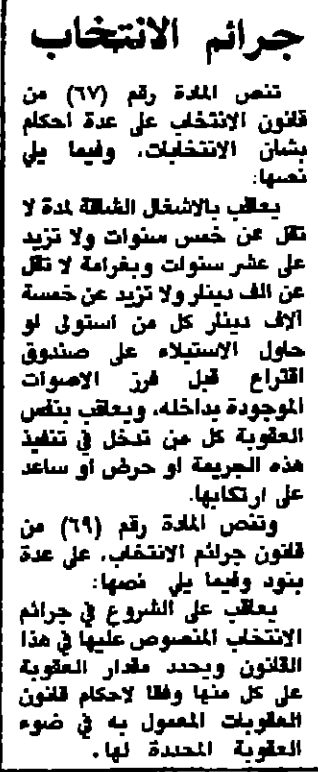 جرائم الانتخاب
تنص المادة رقم (٦٧) من
قانون الانتخاب على عدة احكام
بشان الانتخابات، وفيما يلي
نصها:
يعاقب بالاشغال الشاقة لمدة لا
تقل عن خمس سنوات ولا تزيد
على عشر سنوات وبغرامة لا تقل
عن الف دينار ولا تزيد عن خمسة
آلاف دينار كل من استولى او
حاول الاستيلاء على صندوق
اقتراع قبل فرز الاصوات
الموجودة بداخله، ويعاقب بنفس
العقوبة كل من تدخل في تنفيذ
هذه الجريمة او حرض او ساعد
على ارتكابها.
وتنص المادة رقم (٦٩) من
قانون جرائم الانتخاب، على عدة
بنود وفيما يلي نصها:
يعاقب على الشروع في جرائم
الانتخاب المنصوص عليها في هذا
القانون ويحدد مقدار العقوبة
على كل منها وفقا لاحكام قانون
العقوبات المعمول به في ضوء
العقوبة المحددة لها.